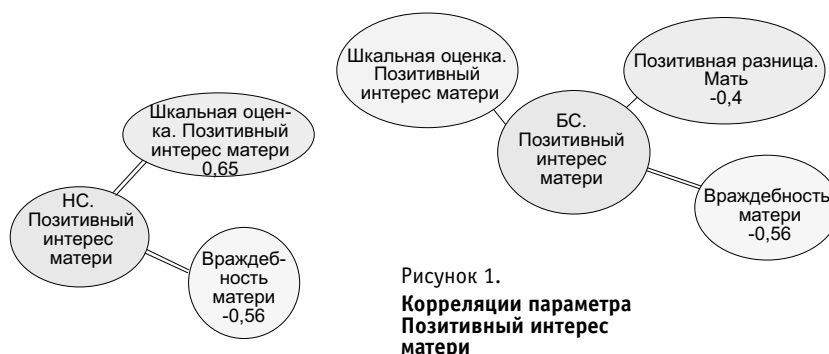 Шкальная оцен-
ка. Позитивный
интерес матери
0,65
НС.
Позитивный
интерес
матери
Враждеб-
ность
матери
-0,56
Шкальная оценка.
Позитивный
интерес матери
Позитивная разница.
Мать
-0,4
БС.
Позитивный
интерес
матери
Враждебность
матери
-0,56
Рисунок 1.
Корреляции параметра
Позитивный интерес
матери